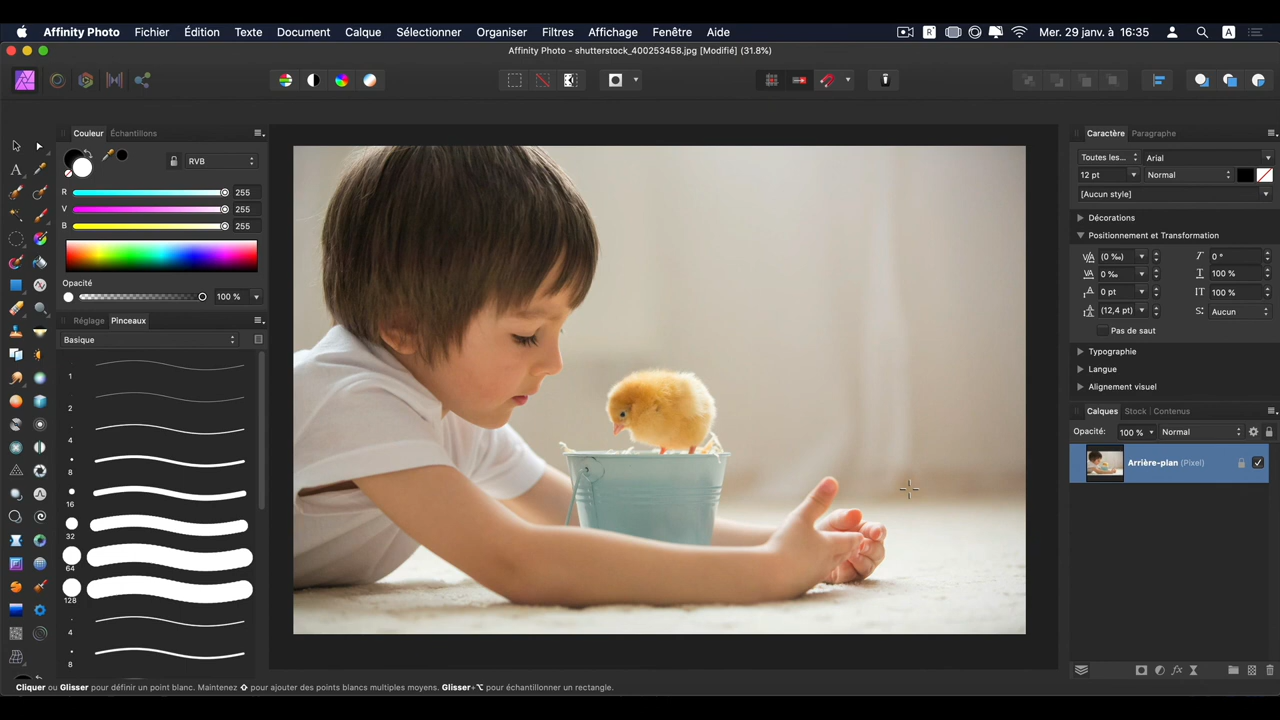 Affinity Photo Fichier Édition Texte Document Calque Sélectionner Organiser Filtres Affichage Fenêtre Aide Mer. 29 janv. à 16:35
Affinity Photo - shutterstock_400253458.jpg [Modifié] (31.8%)
Couleur Échantillons
RVB
R 255
V 255
B 255
Opacité
100 %
Réglage Pinceaux
Basique
1
2
4
8
16
32
64
128
4
8
Caractère Paragraphe
Toutes les... Arial
12 pt Normal
[Aucun style]
Décorations
Positionnement et Transformation
(0 ‰) 0 °
0 ‰ 100 %
0 pt 100 %
(12,4 pt) Aucun
Pas de saut
Typographie
Langue
Alignement visuel
Calques Stock Contenus
Opacité: 100 % Normal
Arrière-plan (Pixel)
Cliquer ou Glisser pour définir un point blanc. Maintenez ⇧ pour ajouter des points blancs multiples moyens. Glisser+⌥ pour échantillonner un rectangle.